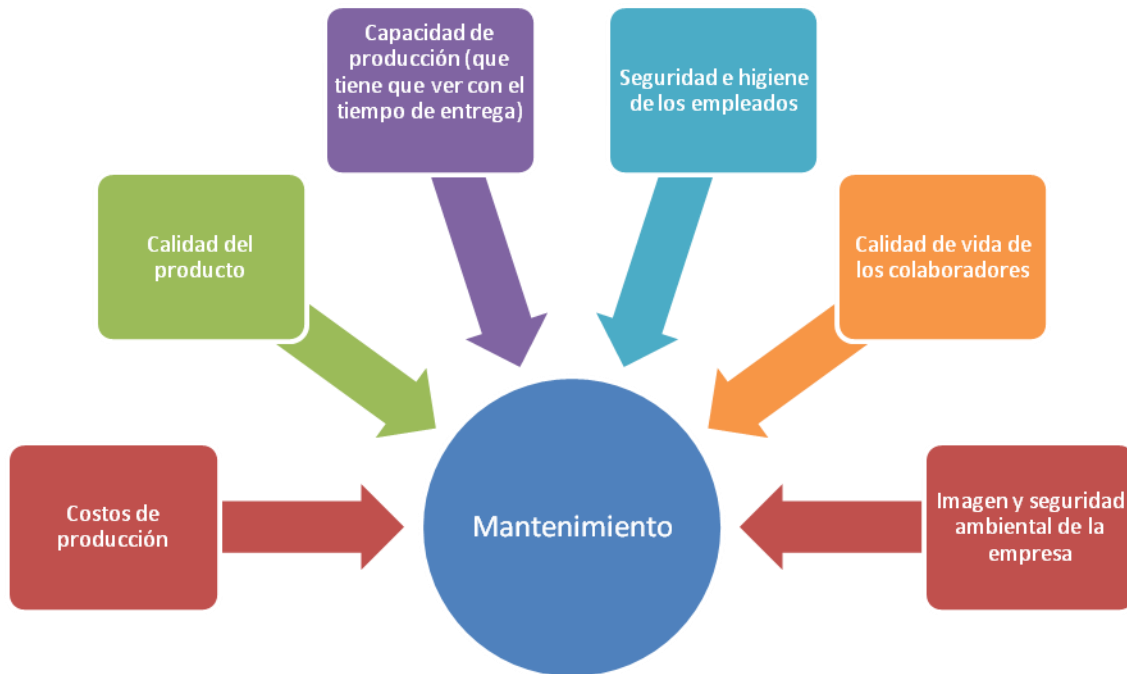 Capacidad de
producción (que
tiene que ver con el
tiempo de entrega)
Seguridad e higiene
de los empleados
Calidad del
producto
Calidad de vida de
los colaboradores
Costos de
producción
Mantenimiento
Imagen y seguridad
ambiental de la
empresa